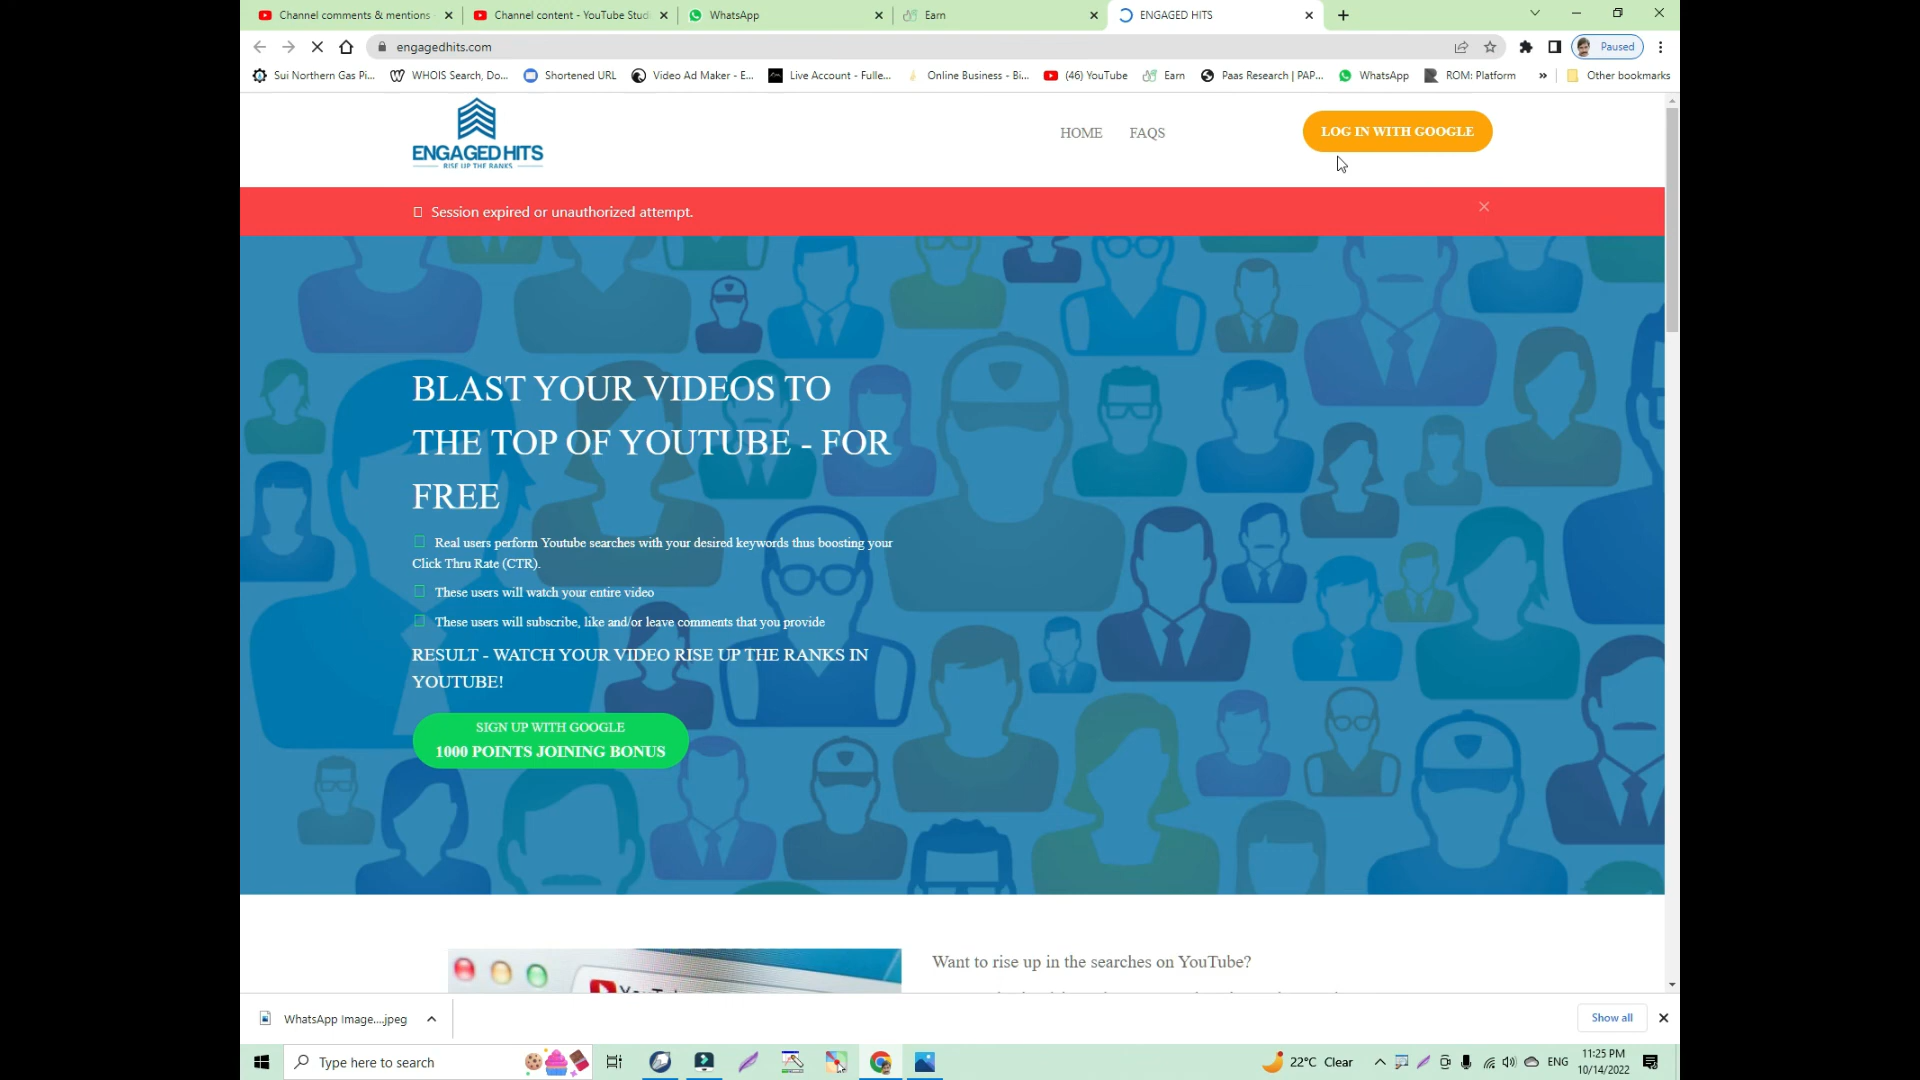 Channel comments & mentions
Channel content - YouTube Stud
WhatsApp
Earn
ENGAGED HITS
engagedhits.com
Paused
Sui Northern Gas Pi...
WHOIS Search, Do...
Shortened URL
Video Ad Maker - E...
Live Account - Fulle...
Online Business - Bi...
(46) YouTube
Earn
Paas Research | PAP...
WhatsApp
ROM: Platform
»
Other bookmarks
ENGAGED HITS
RISE UP THE RANKS
HOME
FAQS
LOG IN WITH GOOGLE
Session expired or unauthorized attempt.
BLAST YOUR VIDEOS TO
THE TOP OF YOUTUBE - FOR
FREE
Real users perform Youtube searches with your desired keywords thus boosting your
Click Thru Rate (CTR).
These users will watch your entire video
These users will subscribe, like and/or leave comments that you provide
RESULT - WATCH YOUR VIDEO RISE UP THE RANKS IN
YOUTUBE!
SIGN UP WITH GOOGLE
1000 POINTS JOINING BONUS
Want to rise up in the searches on YouTube?
WhatsApp Image....jpeg
Show all
Type here to search
22°C Clear
ENG
11:25 PM
10/14/2022